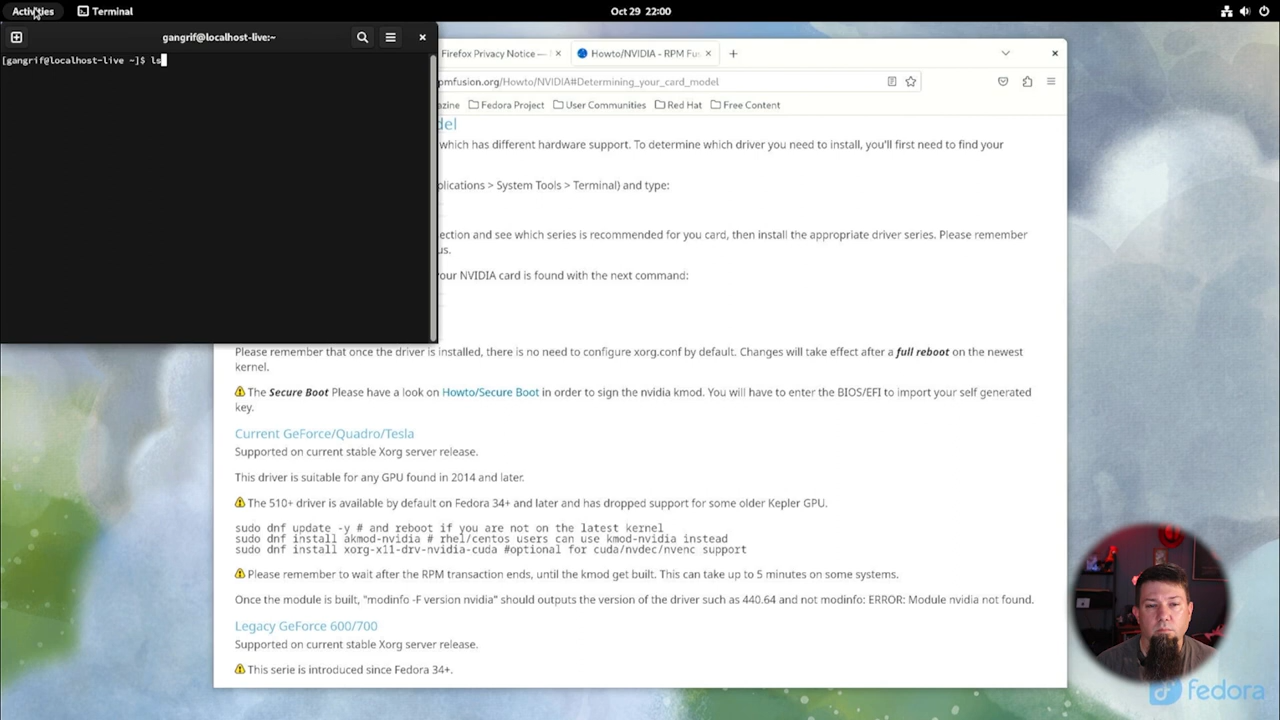 Activities
Terminal
Oct 29 22:00
gangrif@localhost-live:~
[gangrif@localhost-live ~]$ ls
Firefox Privacy Notice —
Howto/NVIDIA - RPM Fus
pmfusion.org/Howto/NVIDIA#Determining_your_card_model
azine
Fedora Project
User Communities
Red Hat
Free Content
del
which has different hardware support. To determine which driver you need to install, you'll first need to find your
plications > System Tools > Terminal) and type:
ection and see which series is recommended for you card, then install the appropriate driver series. Please remember
us.
our NVIDIA card is found with the next command:
Please remember that once the driver is installed, there is no need to configure xorg.conf by default. Changes will take effect after a full reboot on the newest
kernel.
The Secure Boot Please have a look on Howto/Secure Boot in order to sign the nvidia kmod. You will have to enter the BIOS/EFI to import your self generated
key.
Current GeForce/Quadro/Tesla
Supported on current stable Xorg server release.
This driver is suitable for any GPU found in 2014 and later.
The 510+ driver is available by default on Fedora 34+ and later and has dropped support for some older Kepler GPU.
sudo dnf update -y # and reboot if you are not on the latest kernel
sudo dnf install akmod-nvidia # rhel/centos users can use kmod-nvidia instead
sudo dnf install xorg-x11-drv-nvidia-cuda #optional for cuda/nvdec/nvenc support
Please remember to wait after the RPM transaction ends, until the kmod get built. This can take up to 5 minutes on some systems.
Once the module is built, "modinfo -F version nvidia" should outputs the version of the driver such as 440.64 and not modinfo: ERROR: Module nvidia not found.
Legacy GeForce 600/700
Supported on current stable Xorg server release.
This serie is introduced since Fedora 34+.
fedora